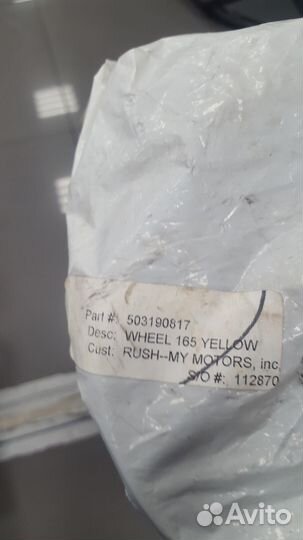 Part #: 503190817
Desc: WHEEL 165 YELLOW
Cust: RUSH--MY MOTORS, inc,
S/O #: 112870
Avito